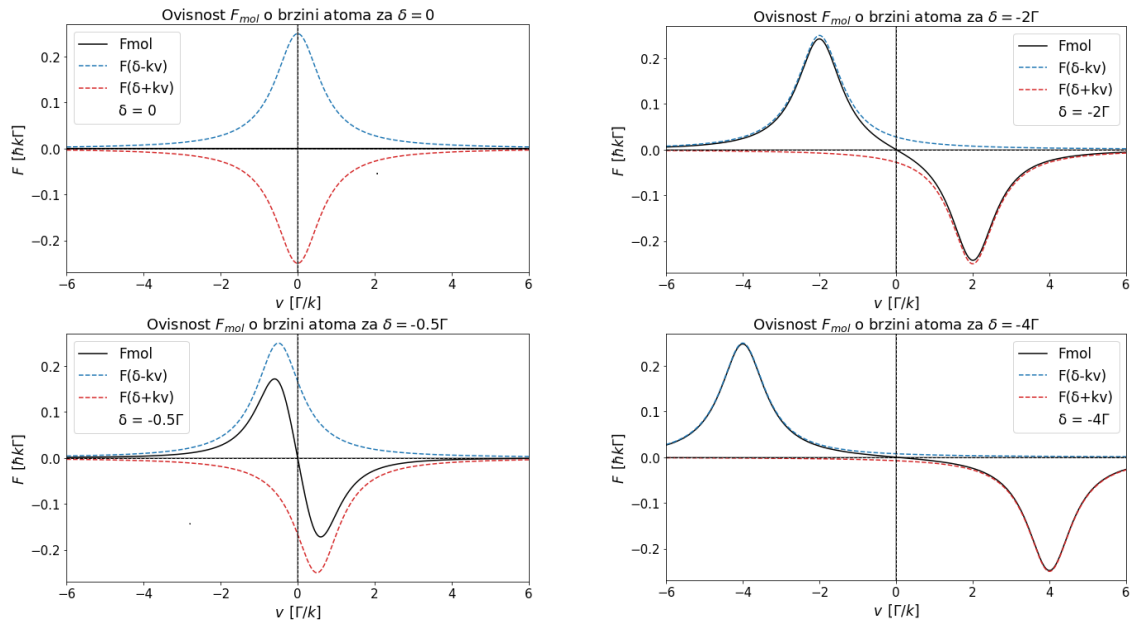 Ovisnost F_mol o brzini atoma za δ = 0
Fmol
F(δ-kv)
F(δ+kv)
δ = 0
F [ħkΓ]
0.2
0.1
0.0
−0.1
−0.2
−6 −4 −2 0 2 4 6
v [Γ/k]
Ovisnost F_mol o brzini atoma za δ = -2Γ
Fmol
F(δ-kv)
F(δ+kv)
δ = -2Γ
F [ħkΓ]
0.2
0.1
0.0
−0.1
−0.2
−6 −4 −2 0 2 4 6
v [Γ/k]
Ovisnost F_mol o brzini atoma za δ = -0.5Γ
Fmol
F(δ-kv)
F(δ+kv)
δ = -0.5Γ
F [ħkΓ]
0.2
0.1
0.0
−0.1
−0.2
−6 −4 −2 0 2 4 6
v [Γ/k]
Ovisnost F_mol o brzini atoma za δ = -4Γ
Fmol
F(δ-kv)
F(δ+kv)
δ = -4Γ
F [ħkΓ]
0.2
0.1
0.0
−0.1
−0.2
−6 −4 −2 0 2 4 6
v [Γ/k]